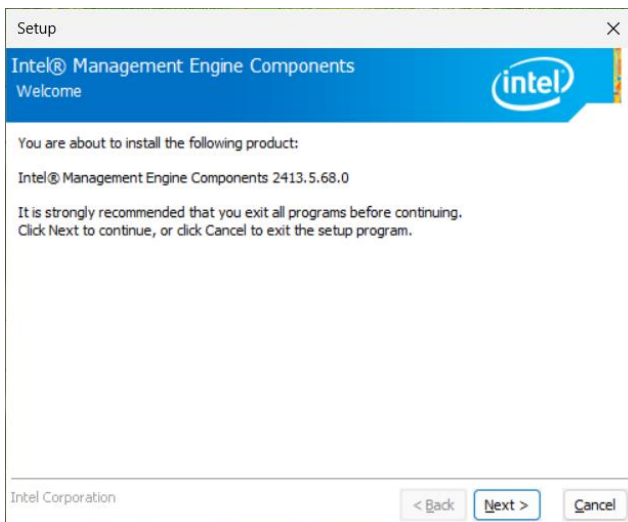 Setup
Intel® Management Engine Components
Welcome
intel
You are about to install the following product:
Intel® Management Engine Components 2413.5.68.0
It is strongly recommended that you exit all programs before continuing.
Click Next to continue, or click Cancel to exit the setup program.
Intel Corporation
< Back
Next >
Cancel